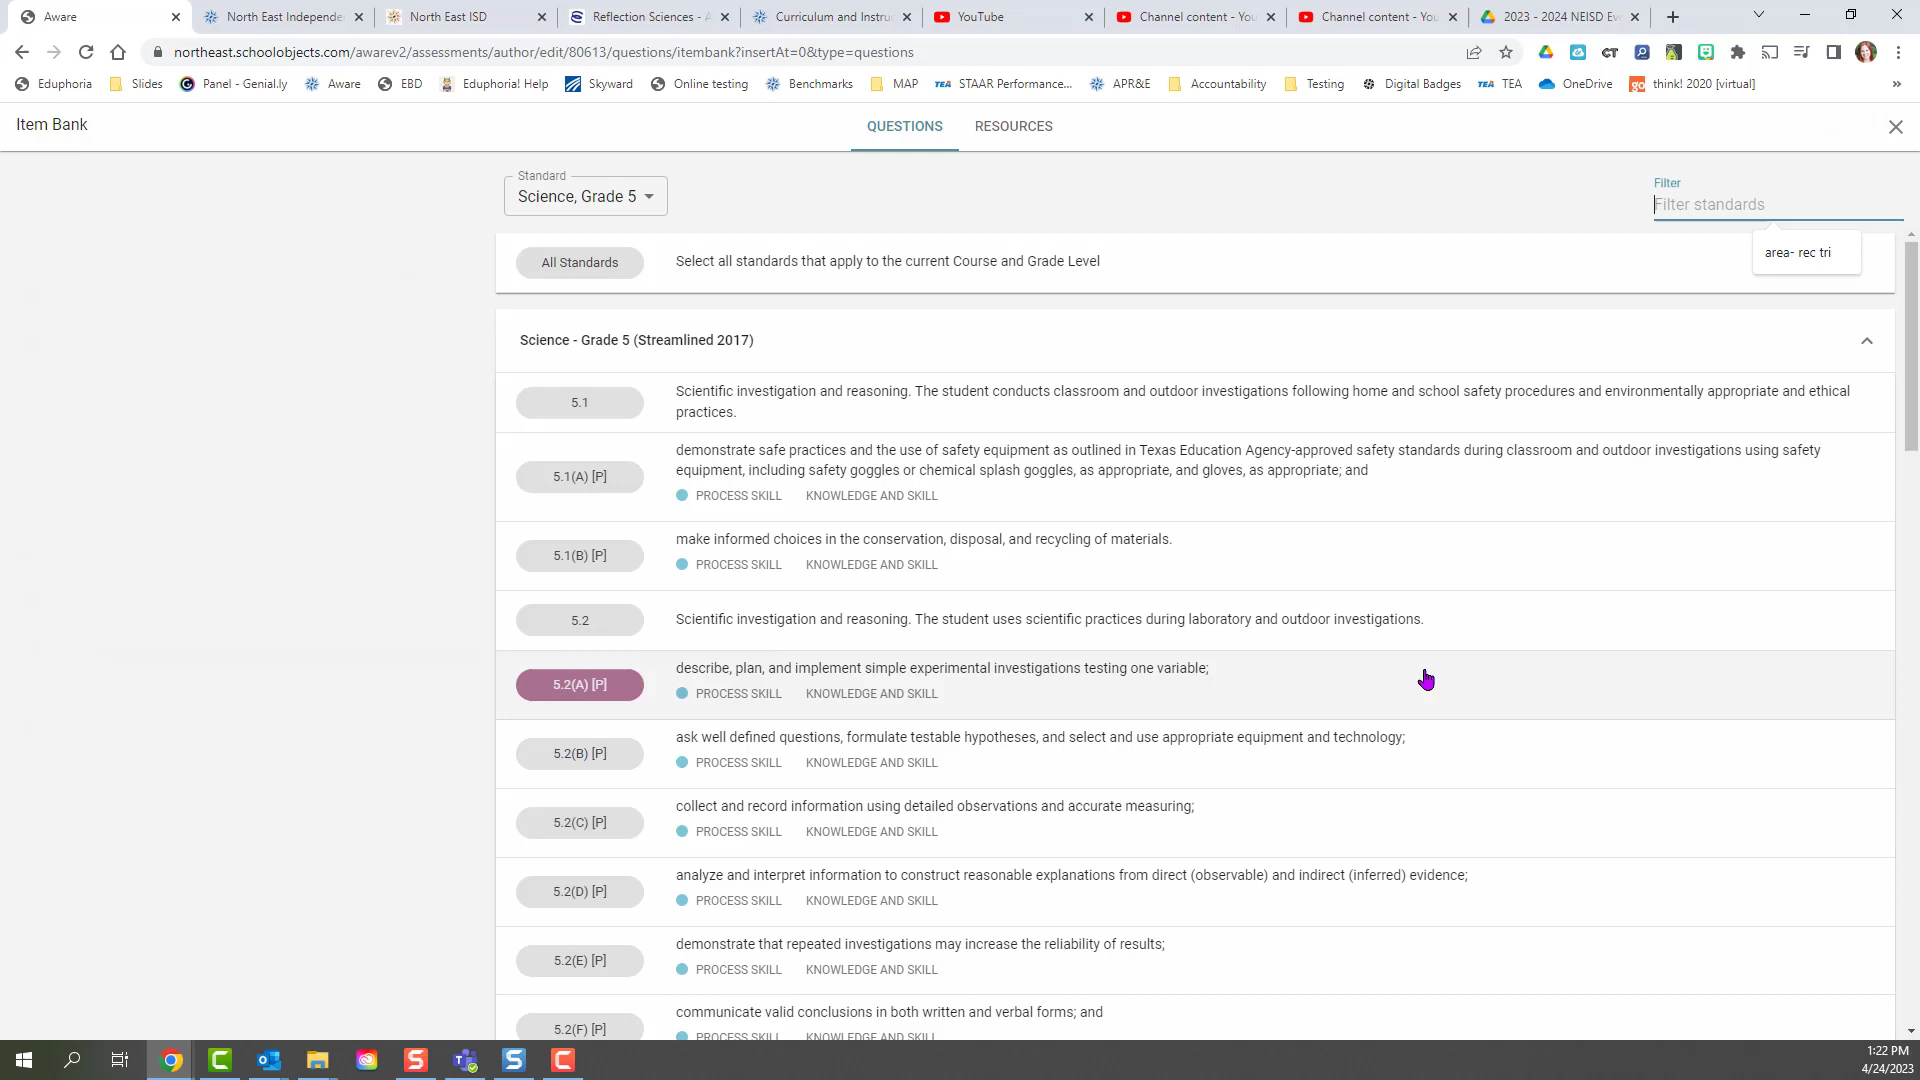 Aware
North East Independe
North East ISD
Reflection Sciences - A
Curriculum and Instru
YouTube
Channel content - You
Channel content - You
2023 - 2024 NEISD Ev
northeast.schoolobjects.com/awarev2/assessments/author/edit/80613/questions/itembank?insertAt=0&type=questions
Eduphoria
Slides
Panel - Genial.ly
Aware
EBD
Eduphoria! Help
Skyward
Online testing
Benchmarks
MAP
TEA STAAR Performance...
APR&E
Accountability
Testing
Digital Badges
TEA TEA
OneDrive
go think! 2020 [virtual]
»
Item Bank
QUESTIONS
RESOURCES
Standard
Science, Grade 5
Filter
Filter standards
area- rec tri
All Standards
Select all standards that apply to the current Course and Grade Level
Science - Grade 5 (Streamlined 2017)
5.1
Scientific investigation and reasoning. The student conducts classroom and outdoor investigations following home and school safety procedures and environmentally appropriate and ethical
practices.
5.1(A) [P]
demonstrate safe practices and the use of safety equipment as outlined in Texas Education Agency-approved safety standards during classroom and outdoor investigations using safety
equipment, including safety goggles or chemical splash goggles, as appropriate, and gloves, as appropriate; and
PROCESS SKILL KNOWLEDGE AND SKILL
5.1(B) [P]
make informed choices in the conservation, disposal, and recycling of materials.
PROCESS SKILL KNOWLEDGE AND SKILL
5.2
Scientific investigation and reasoning. The student uses scientific practices during laboratory and outdoor investigations.
5.2(A) [P]
describe, plan, and implement simple experimental investigations testing one variable;
PROCESS SKILL KNOWLEDGE AND SKILL
5.2(B) [P]
ask well defined questions, formulate testable hypotheses, and select and use appropriate equipment and technology;
PROCESS SKILL KNOWLEDGE AND SKILL
5.2(C) [P]
collect and record information using detailed observations and accurate measuring;
PROCESS SKILL KNOWLEDGE AND SKILL
5.2(D) [P]
analyze and interpret information to construct reasonable explanations from direct (observable) and indirect (inferred) evidence;
PROCESS SKILL KNOWLEDGE AND SKILL
5.2(E) [P]
demonstrate that repeated investigations may increase the reliability of results;
PROCESS SKILL KNOWLEDGE AND SKILL
5.2(F) [P]
communicate valid conclusions in both written and verbal forms; and
PROCESS SKILL KNOWLEDGE AND SKILL
1:22 PM
4/24/2023